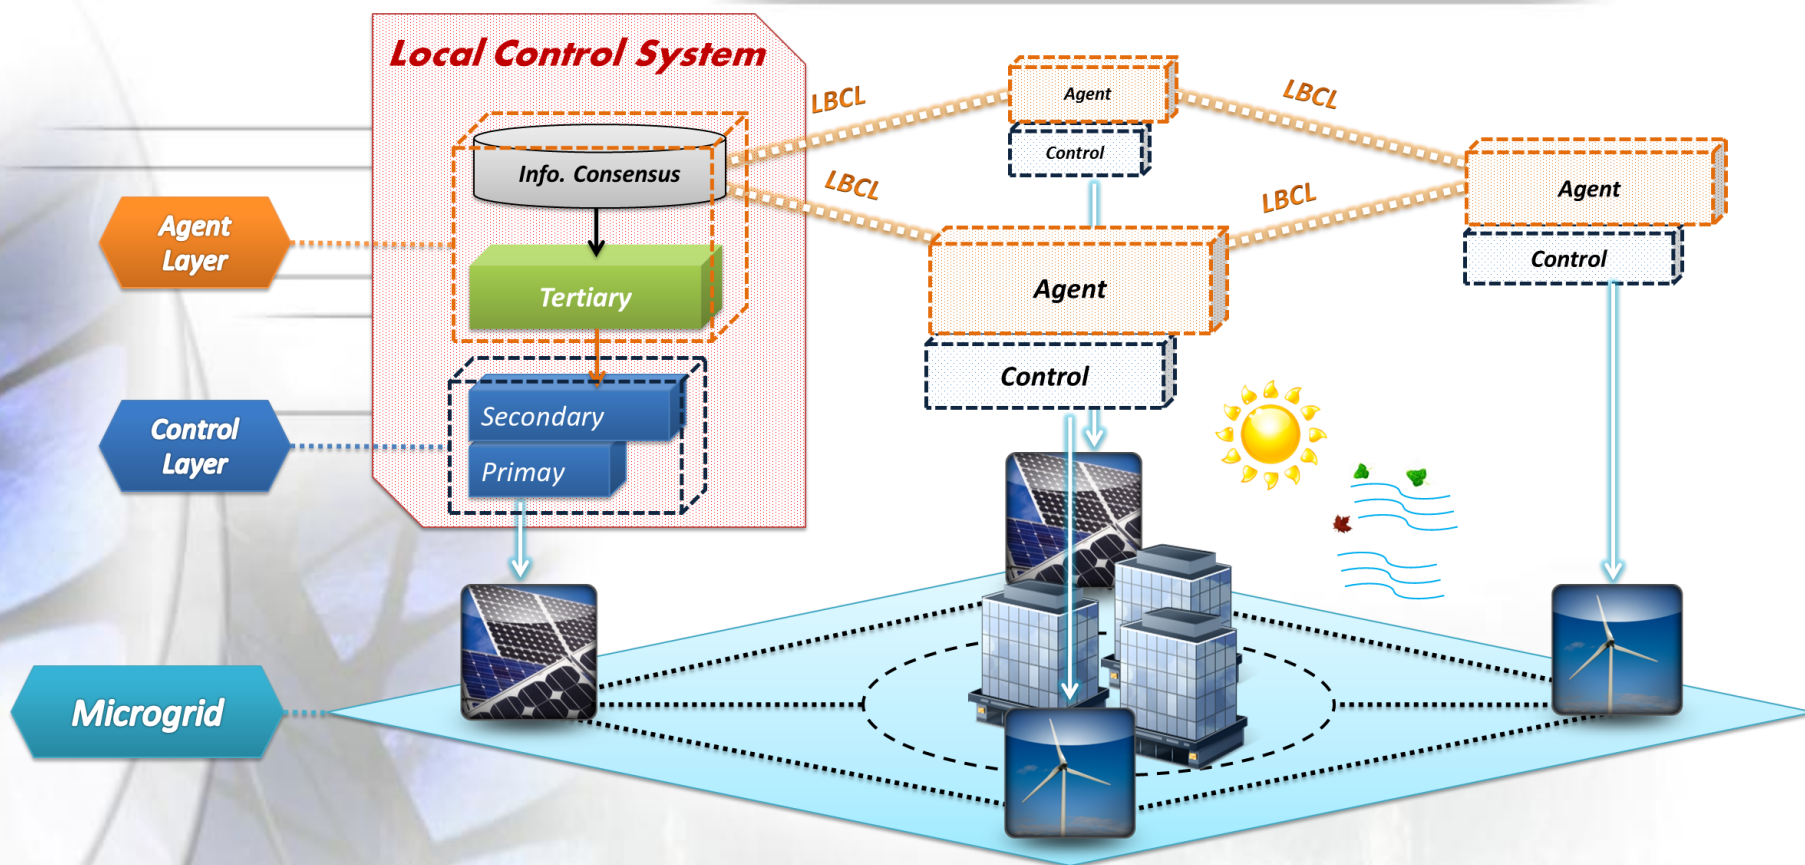 Local Control System
LBCL
Agent
LBCL
Control
Info. Consensus
LBCL
LBCL
Agent
Agent
Layer
Control
Tertiary
Agent
Control
Control
Layer
Secondary
Primay
Microgrid